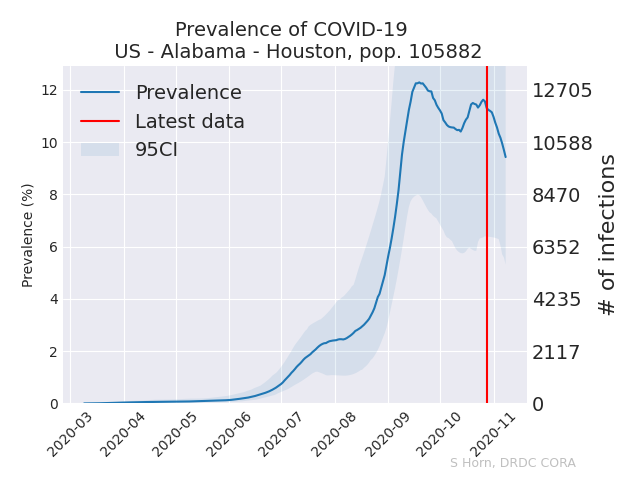 Prevalence of COVID-19
US - Alabama - Houston, pop. 105882
Prevalence
Latest data
95CI
Prevalence (%)
12
10
8
6
4
2
0
12705
10588
8470
6352
4235
2117
0
# of infections
2020-03
2020-04
2020-05
2020-06
2020-07
2020-08
2020-09
2020-10
2020-11
S Horn, DRDC CORA